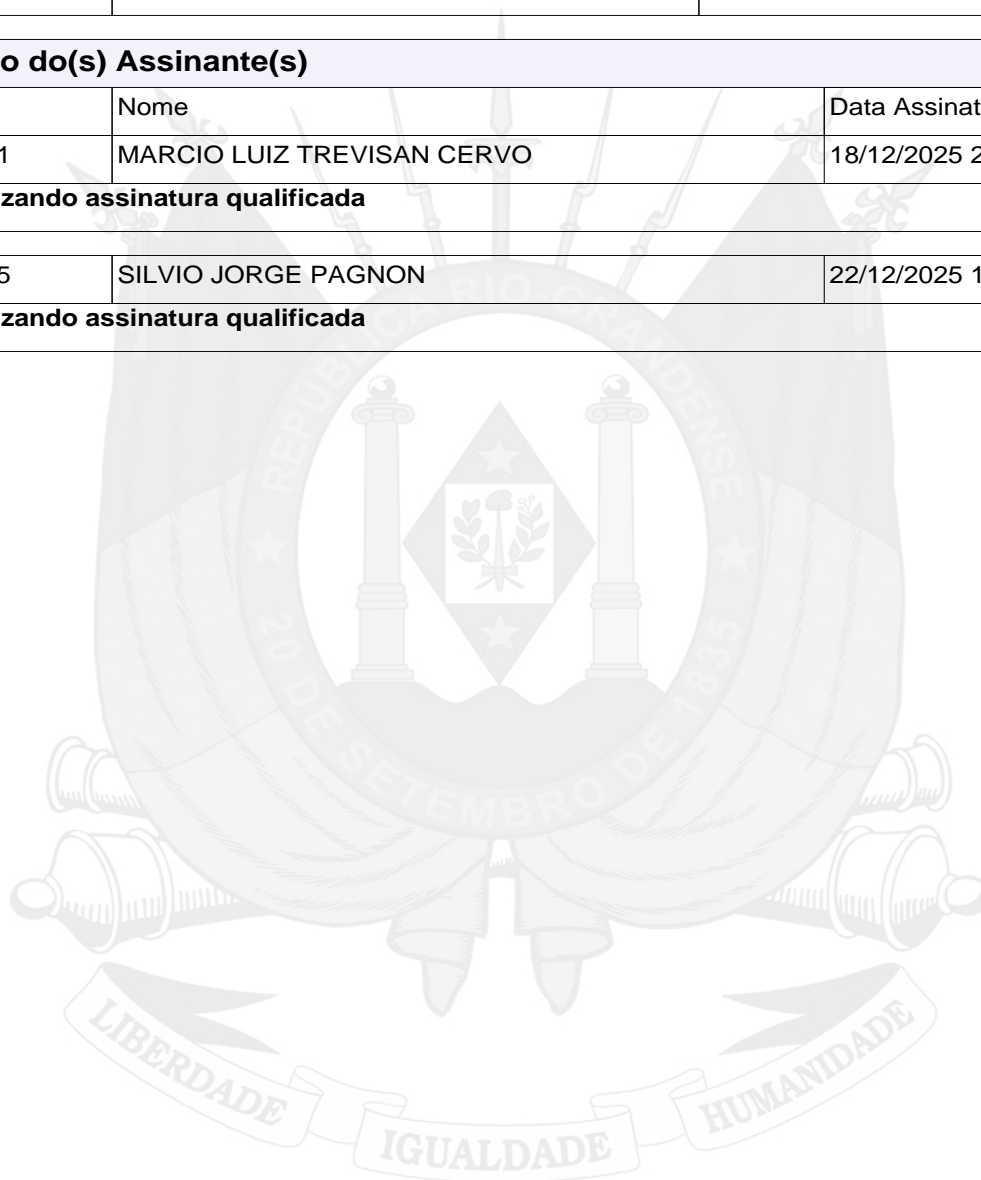 o do(s) Assinante(s)
Nome Data Assinat
1 MARCIO LUIZ TREVISAN CERVO 18/12/2025 2
zando assinatura qualificada
5 SILVIO JORGE PAGNON 22/12/2025 1
zando assinatura qualificada
REPÚBLICA RIO-GRANDENSE
20 DE SETEMBRO DE 1835
LIBERDADE IGUALDADE HUMANIDADE